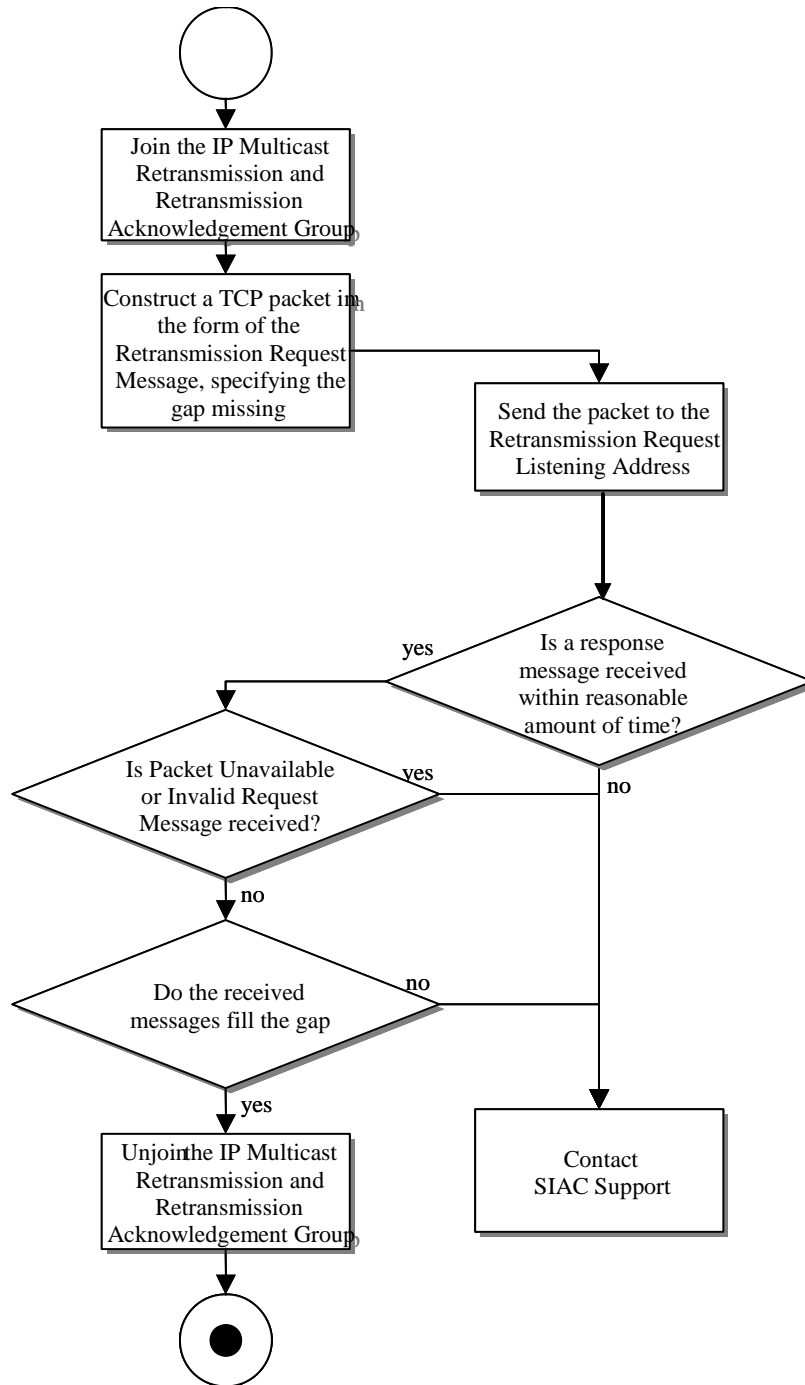 Join the IP Multicast
Retransmission and
Retransmission
Acknowledgement Group
Construct a TCP packet in
the form of the
Retransmission Request
Message, specifying the
gap missing
Send the packet to the
Retransmission Request
Listening Address
yes
Is a response
message received
within reasonable
amount of time?
Is Packet Unavailable
or Invalid Request
Message received?
yes
no
no
Do the received
messages fill the gap
no
yes
Unjoin the IP Multicast
Retransmission and
Retransmission
Acknowledgement Group
Contact
SIAC Support